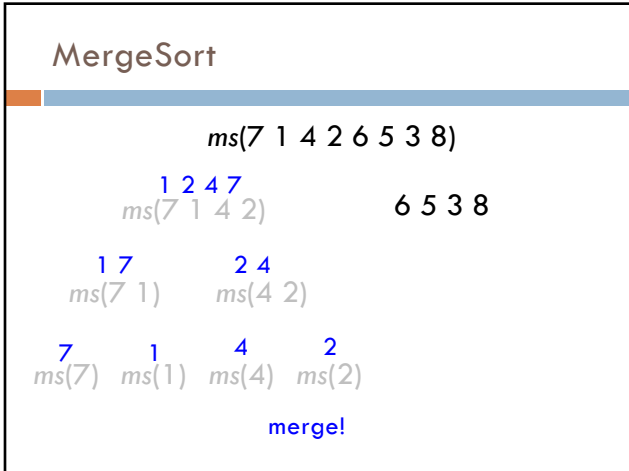 MergeSort
ms(7 1 4 2 6 5 3 8)
1 2 4 7
ms(7 1 4 2)
6 5 3 8
1 7
2 4
ms(7 1)
ms(4 2)
7
1
4
2
ms(7)
ms(1)
ms(4)
ms(2)
merge!